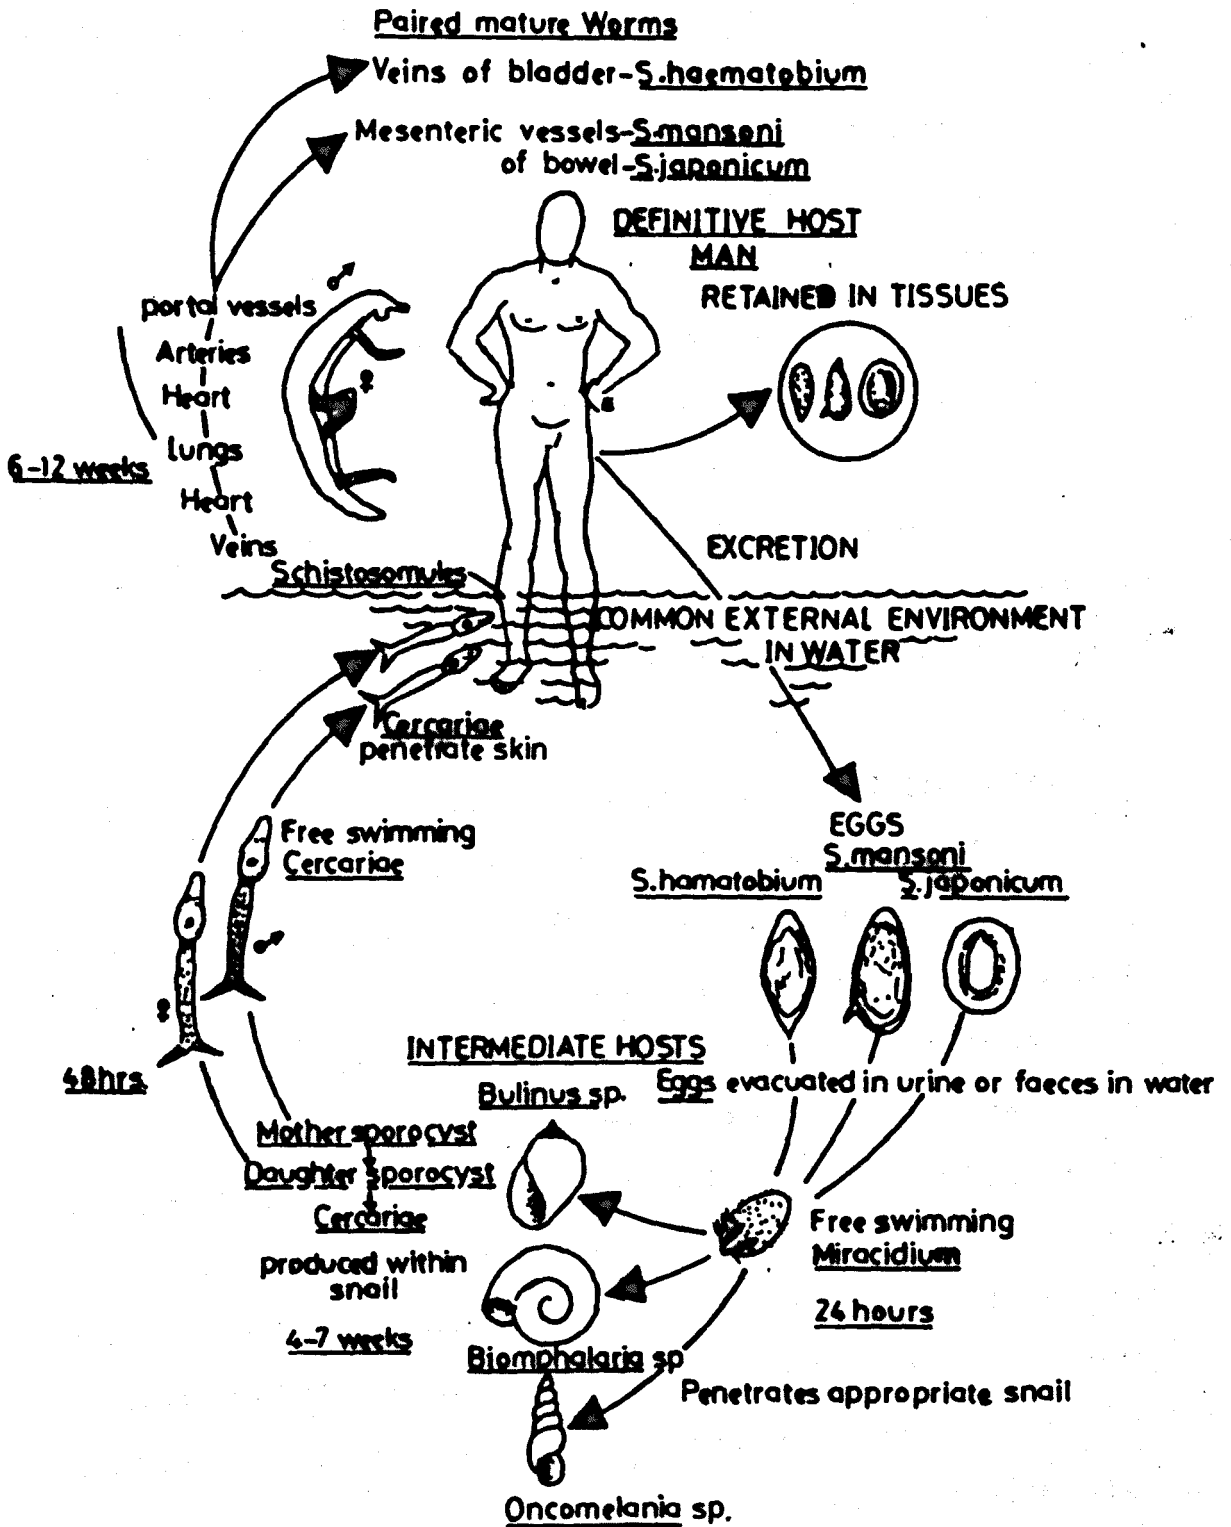 Paired mature Worms
Veins of bladder-S.haematobium
Mesenteric vessels-S.mansoni
of bowel-S.japonicum
DEFINITIVE HOST
MAN
RETAINED IN TISSUES
♂
portal vessels
Arteries
Heart
♀
Lungs
6-12 weeks
Heart
Veins
EXCRETION
Schistosomules
COMMON EXTERNAL ENVIRONMENT
IN WATER
Cercariae
penetrate skin
Free swimming
Cercariae
EGGS
S.mansoni
S.hamatobium
S.japonicum
♂
♀
48hrs.
INTERMEDIATE HOSTS
Bulinus sp.
Eggs evacuated in urine or faeces in water
Mother sporocyst
Daughter sporocyst
Cercariae
produced within
snail
4-7 weeks
Free swimming
Miracidium
24 hours
Biomphalaria sp
Penetrates appropriate snail
Oncomelania sp.